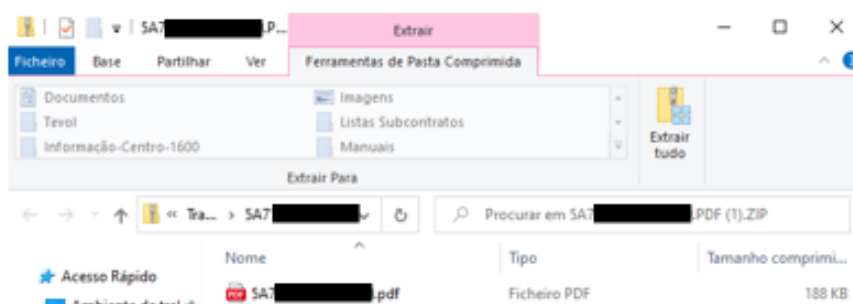 5A7 .P... Extrair
Ficheiro Base Partilhar Ver Ferramentas de Pasta Comprimida
Documentos Imagens
Tevol Listas Subcontratos
Informação-Centro-1600 Manuais
Extrair tudo
Extrair Para
« Tra... > 5A7 Procurar em 5A7 .PDF (1).ZIP
Nome Tipo Tamanho comprimi...
Acesso Rápido
5A7 .pdf Ficheiro PDF 188 KB